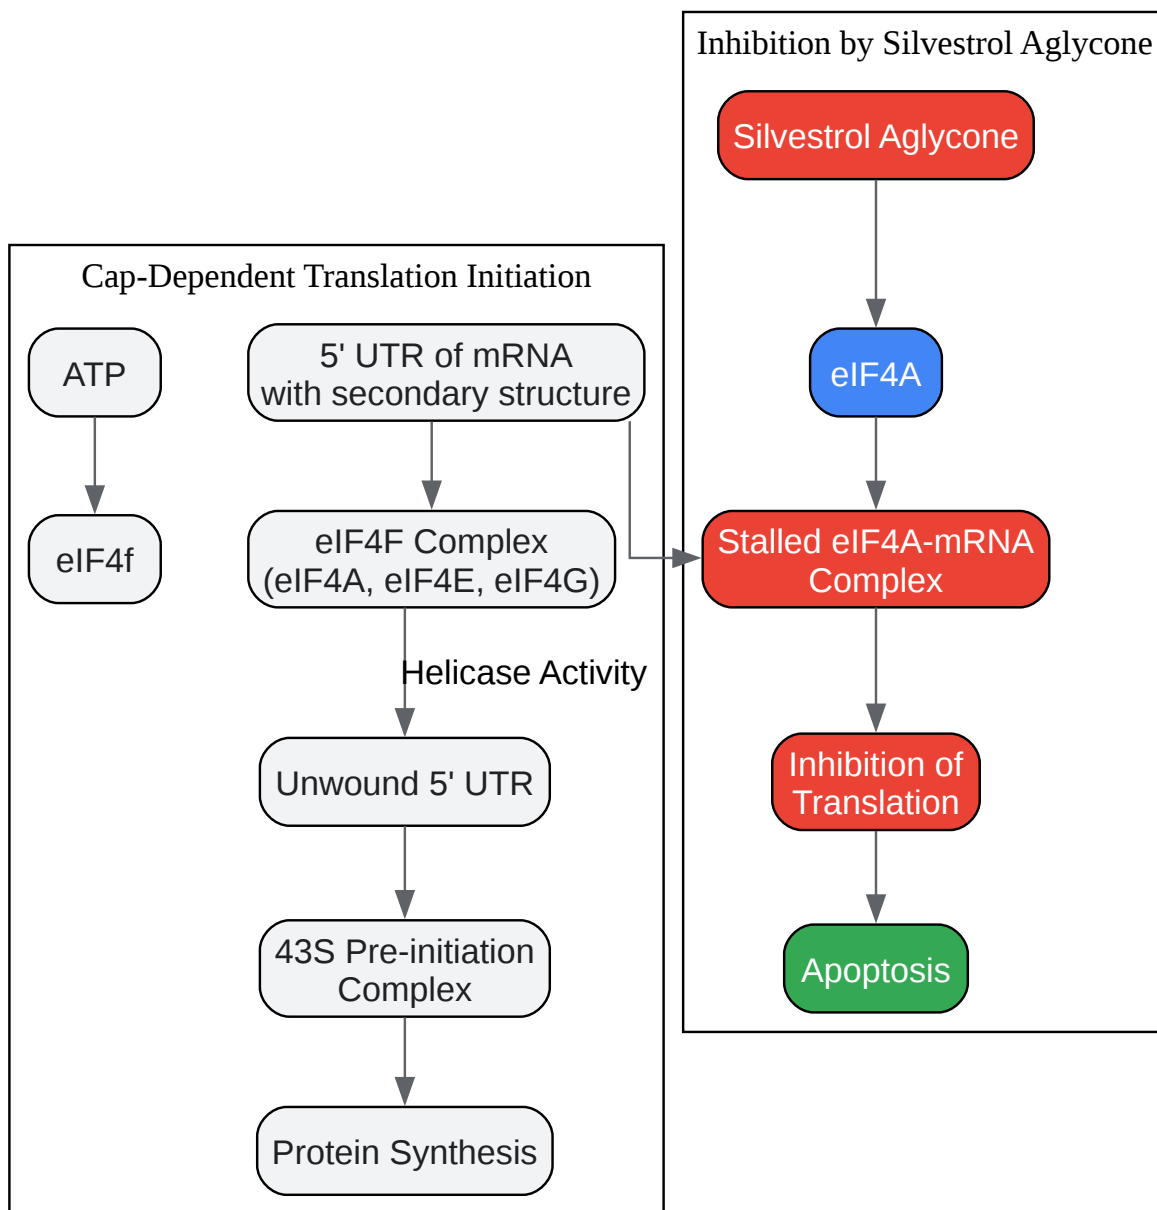 Inhibition by Silvestrol Aglycone
Silvestrol Aglycone
eIF4A
Stalled eIF4A-mRNA
Complex
Inhibition of
Translation
Apoptosis
Cap-Dependent Translation Initiation
ATP
eIF4f
5' UTR of mRNA
with secondary structure
eIF4F Complex
(eIF4A, eIF4E, eIF4G)
Helicase Activity
Unwound 5' UTR
43S Pre-initiation
Complex
Protein Synthesis